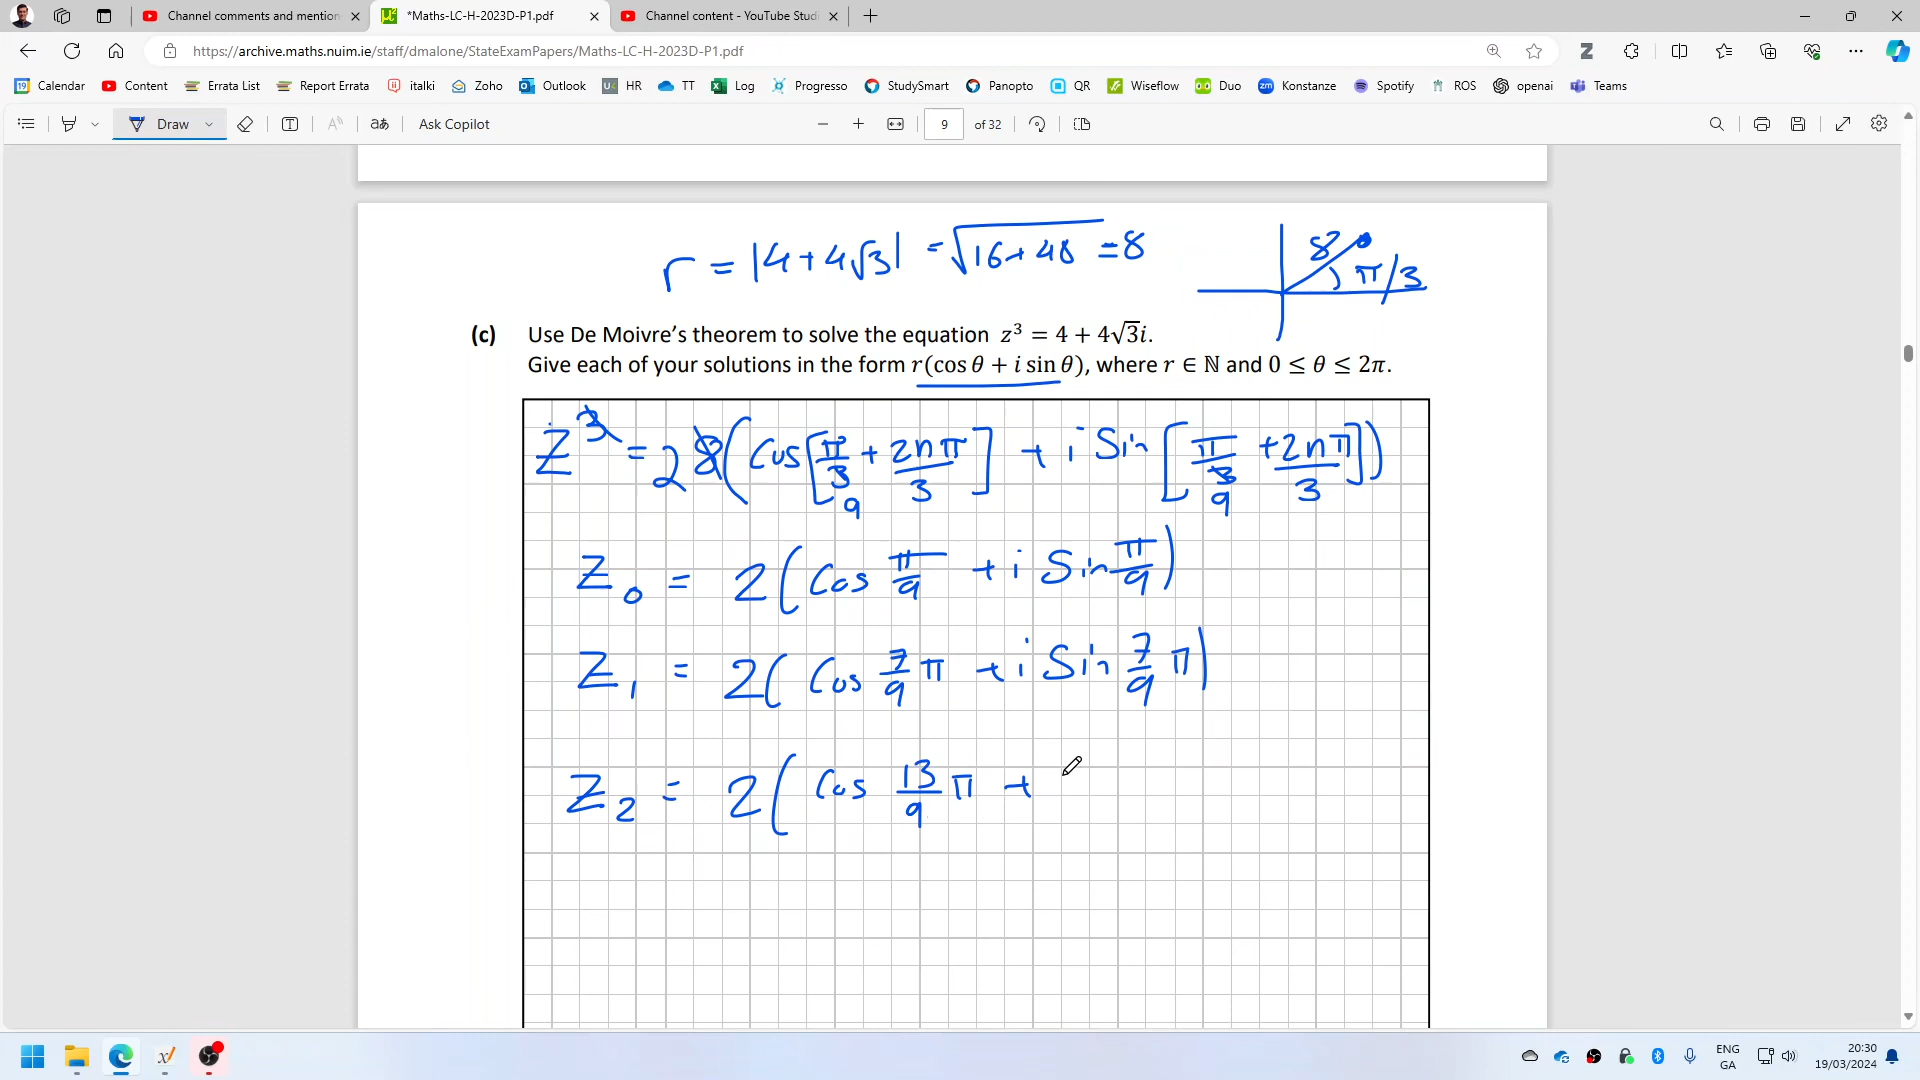 Channel comments and mention
*Maths-LC-H-2023D-P1.pdf
Channel content - YouTube Studi
https://archive.maths.nuim.ie/staff/dmalone/StateExamPapers/Maths-LC-H-2023D-P1.pdf
Calendar Content Errata List Report Errata italki Zoho Outlook HR TT Log Progresso StudySmart Panopto QR Wiseflow Duo Konstanze Spotify ROS openai Teams
Draw Ask Copilot 9 of 32
r = |4+4√3| = √16+48 = 8
8 π/3
(c) Use De Moivre's theorem to solve the equation z³ = 4 + 4√3i.
Give each of your solutions in the form r(cos θ + i sin θ), where r ∈ ℕ and 0 ≤ θ ≤ 2π.
Z³ = 2 8(Cos[π/3 9 + 2nπ/3] + i Sin[π/3 9 + 2nπ/3])
Z₀ = 2(Cos π/9 + i Sin π/9)
Z₁ = 2(Cos 7/9 π + i Sin 7/9 π)
Z₂ = 2(Cos 13/9 π +
ENG
GA
20:30
19/03/2024